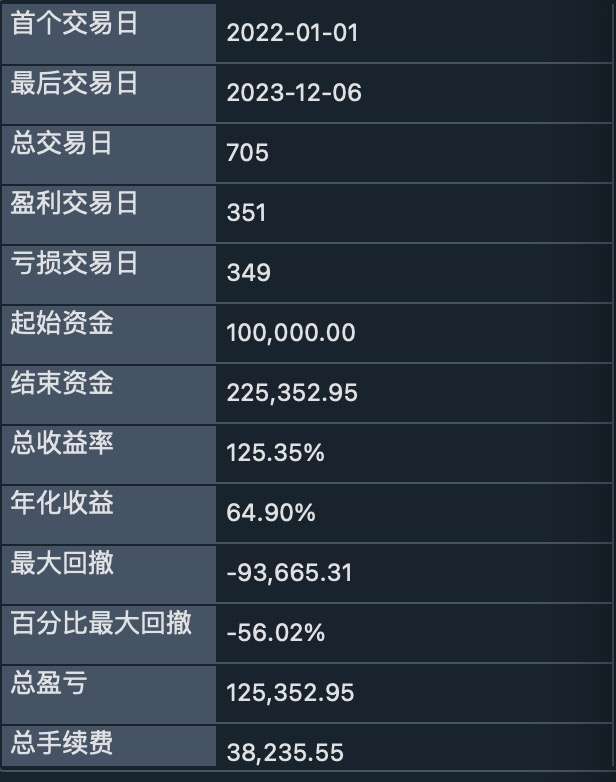 首个交易日 2022-01-01
最后交易日 2023-12-06
总交易日 705
盈利交易日 351
亏损交易日 349
起始资金 100,000.00
结束资金 225,352.95
总收益率 125.35%
年化收益 64.90%
最大回撤 -93,665.31
百分比最大回撤 -56.02%
总盈亏 125,352.95
总手续费 38,235.55